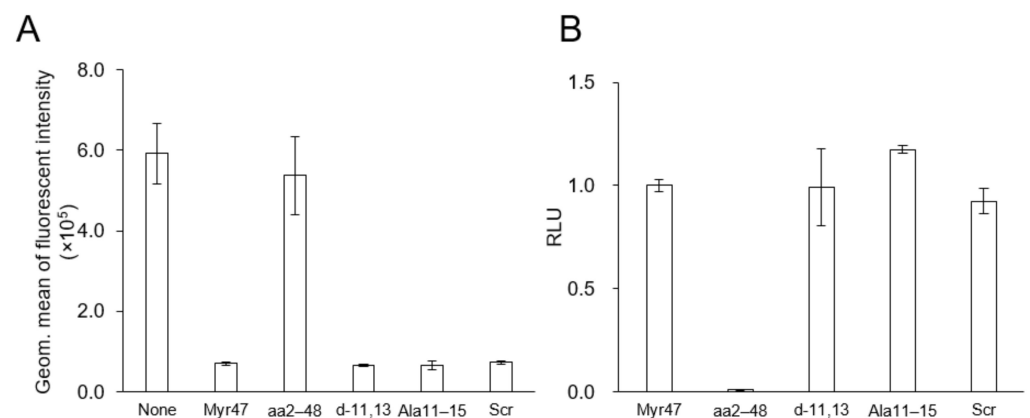 A
Geom. mean of fluorescent intensity
(×10⁵)
8.0
6.0
4.0
2.0
0.0
None Myr47 aa2–48 d-11,13 Ala11–15 Scr
B
RLU
1.5
1.0
0.5
0.0
Myr47 aa2–48 d-11,13 Ala11–15 Scr